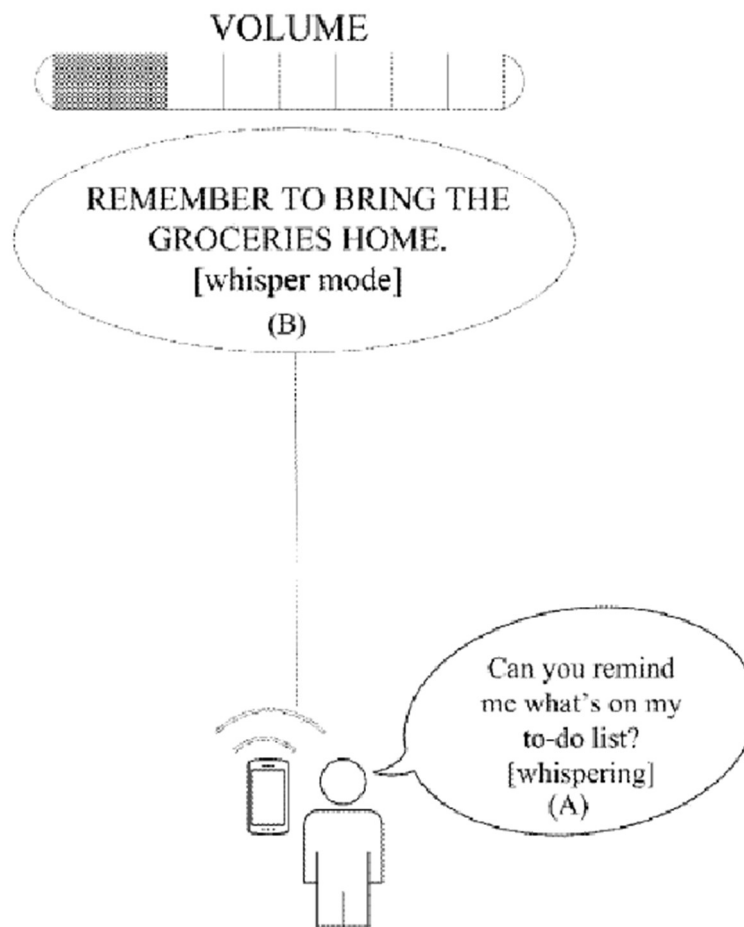 VOLUME
REMEMBER TO BRING THE
GROCERIES HOME.
[whisper mode]
(B)
Can you remind
me what's on my
to-do list?
[whispering]
(A)